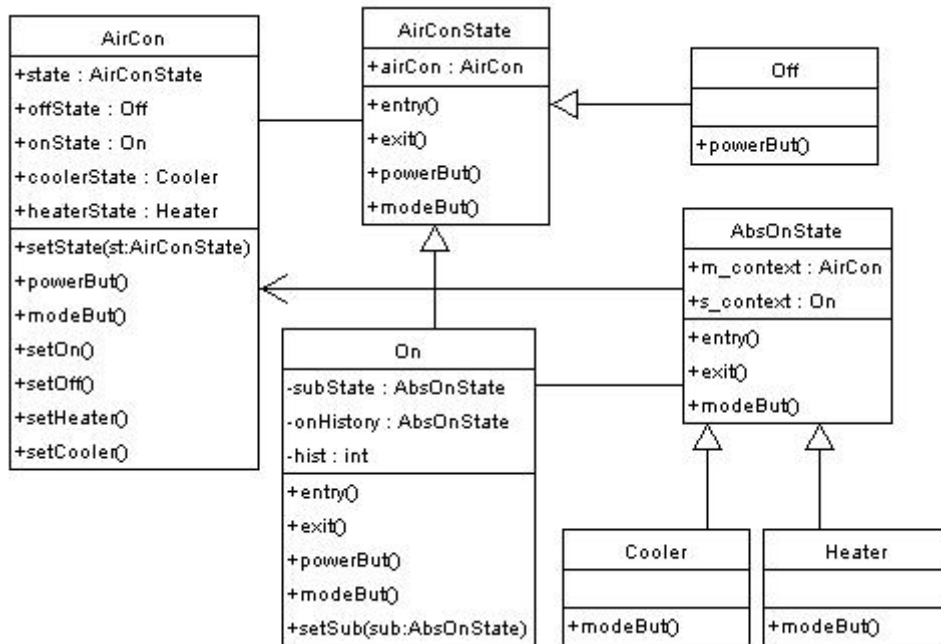 AirCon
+state : AirConState
+offState : Off
+onState : On
+coolerState : Cooler
+heaterState : Heater
+setState(st:AirConState)
+powerBut()
+modeBut()
+setOn()
+setOff()
+setHeater()
+setCooler()
AirConState
+airCon : AirCon
+entry()
+exit()
+powerBut()
+modeBut()
Off
+powerBut()
AbsOnState
+m_context : AirCon
+s_context : On
+entry()
+exit()
+modeBut()
On
-subState : AbsOnState
-onHistory : AbsOnState
-hist : int
+entry()
+exit()
+powerBut()
+modeBut()
+setSub(sub:AbsOnState)
Cooler
+modeBut()
Heater
+modeBut()